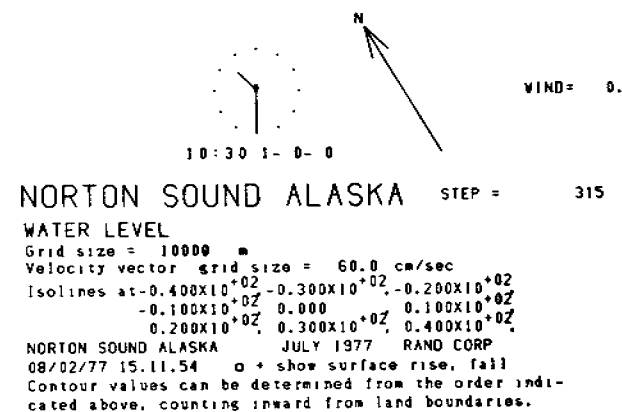 N
WIND= 0.
10:30 1- 0- 0
NORTON SOUND ALASKA STEP = 315
WATER LEVEL
Grid size = 10000 m
Velocity vector grid size = 60.0 cm/sec
Isolines at-0.400X10+02,-0.300X10+02,-0.200X10+02,
-0.100X10+02, 0.000 0.100X10+02,
0.200X10+02, 0.300X10+02, 0.400X10+02,
NORTON SOUND ALASKA JULY 1977 RAND CORP
08/02/77 15.11.54 o + show surface rise, fall
Contour values can be determined from the order indi-
cated above, counting inward from land boundaries.